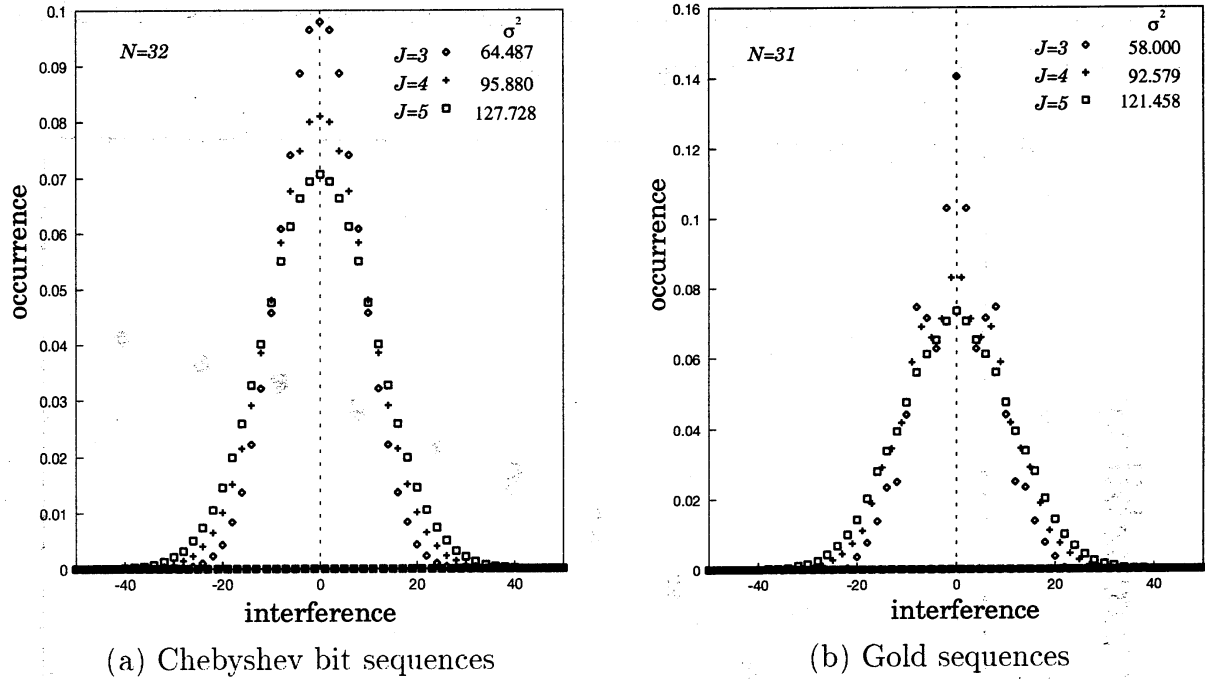 0.1
0.09
0.08
0.07
0.06
0.05
0.04
0.03
0.02
0.01
0
occurrence
N=32
σ²
J=3 64.487
J=4 95.880
J=5 127.728
-40 -20 0 20 40
interference
(a) Chebyshev bit sequences
0.16
0.14
0.12
0.1
0.08
0.06
0.04
0.02
0
occurrence
N=31
σ²
J=3 58.000
J=4 92.579
J=5 121.458
-40 -20 0 20 40
interference
(b) Gold sequences